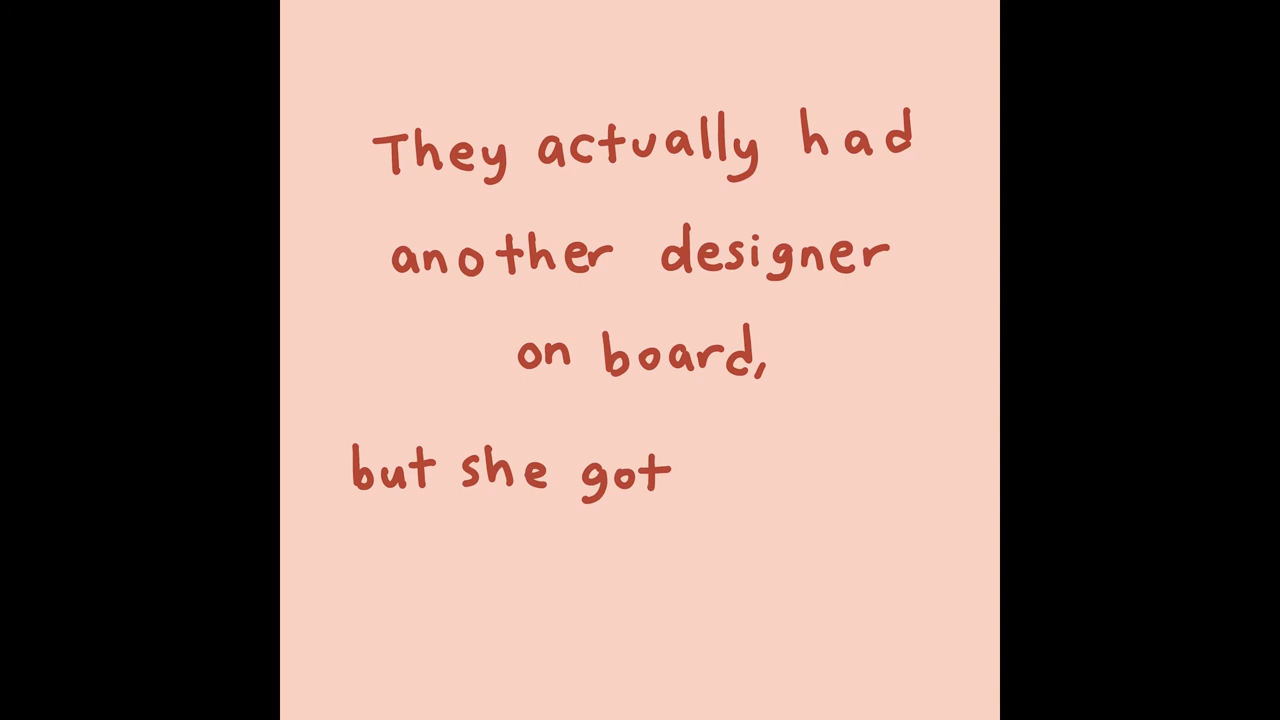 They actually had
another designer
on board,
but she got